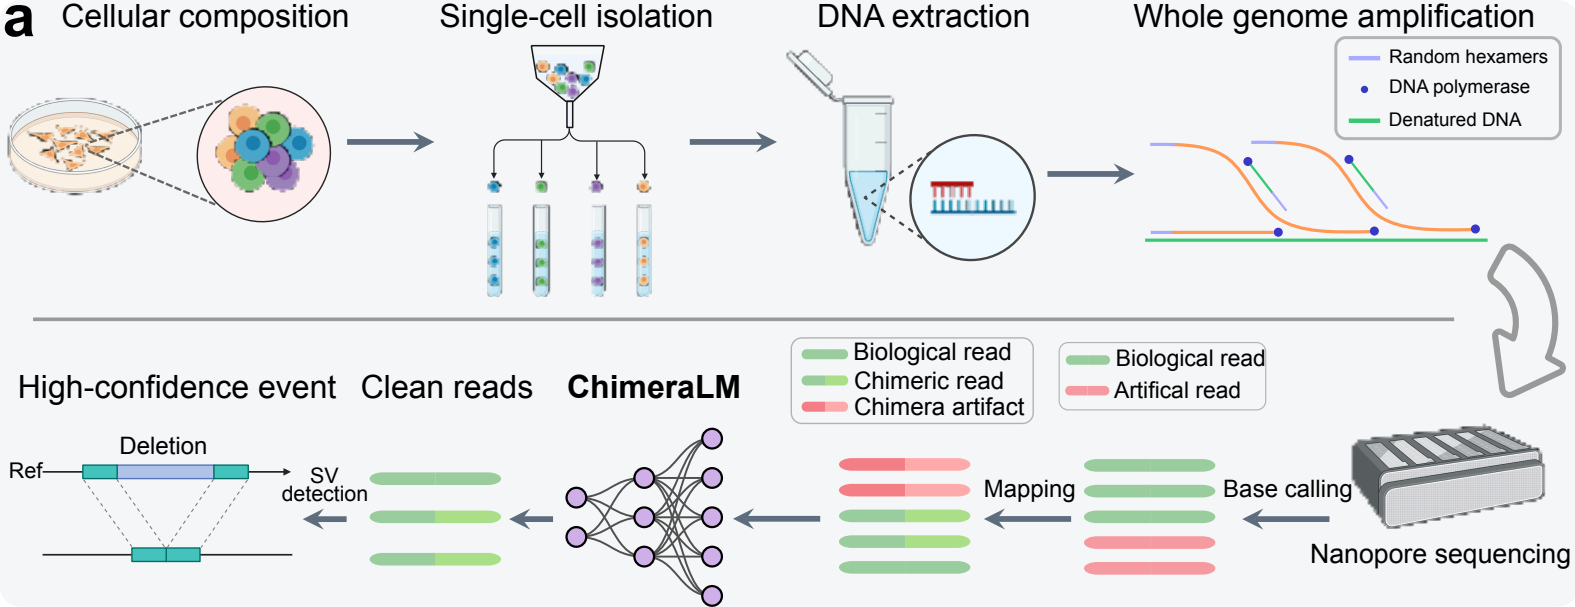 a
Cellular composition
Single-cell isolation
DNA extraction
Whole genome amplification
Random hexamers
DNA polymerase
Denatured DNA
High-confidence event
Clean reads
ChimeraLM
Biological read
Chimeric read
Chimera artifact
Biological read
Artifical read
Deletion
Ref
SV
detection
Mapping
Base calling
Nanopore sequencing